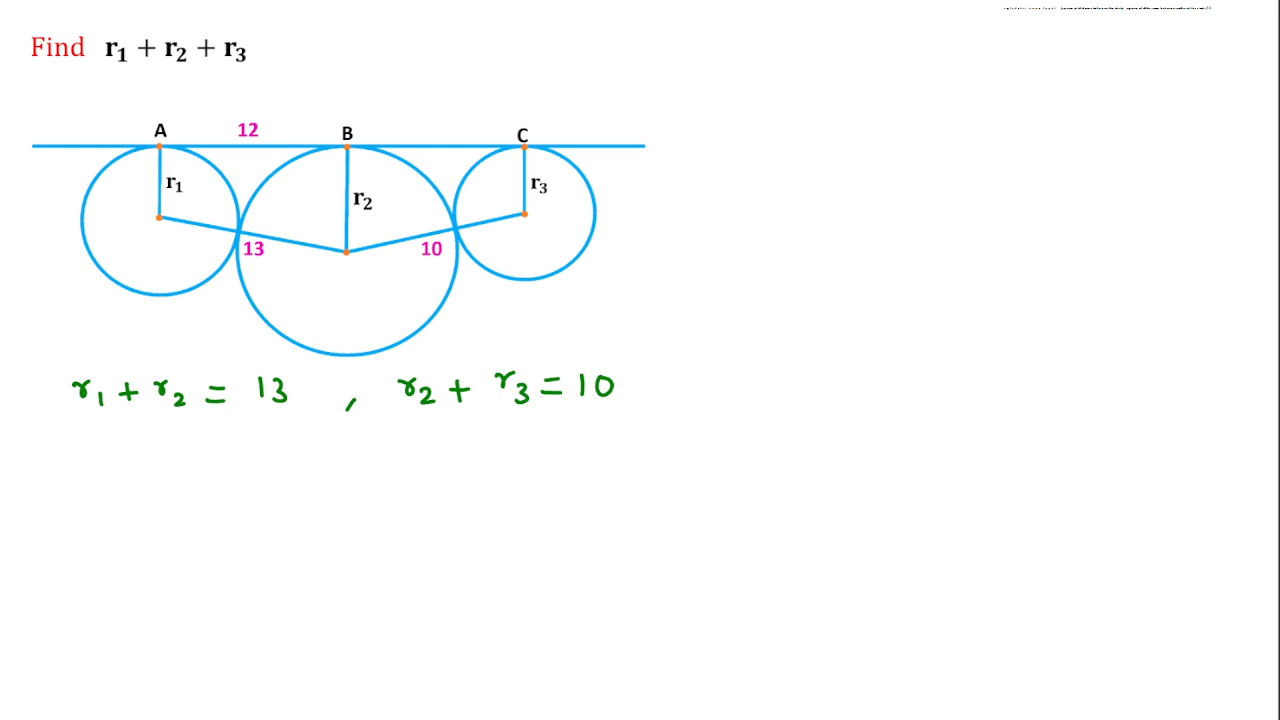 Find r₁ + r₂ + r₃
A 12 B C
r₁ r₂ r₃
13 10
r₁ + r₂ = 13 , r₂ + r₃ = 10